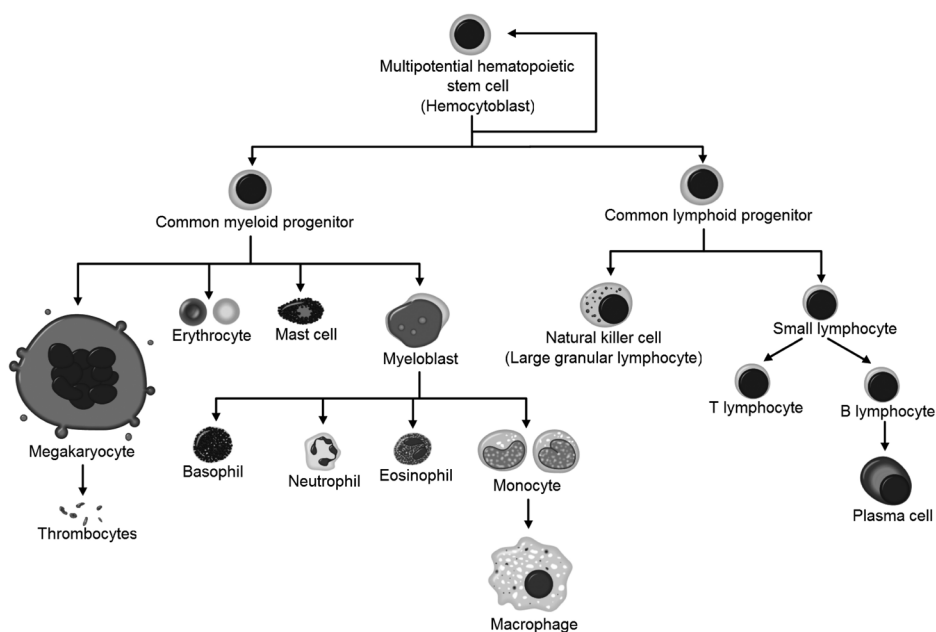 Multipotential hematopoietic
stem cell
(Hemocytoblast)
Common myeloid progenitor
Common lymphoid progenitor
Erythrocyte
Mast cell
Myeloblast
Natural killer cell
(Large granular lymphocyte)
Small lymphocyte
T lymphocyte
B lymphocyte
Megakaryocyte
Basophil
Neutrophil
Eosinophil
Monocyte
Plasma cell
Thrombocytes
Macrophage